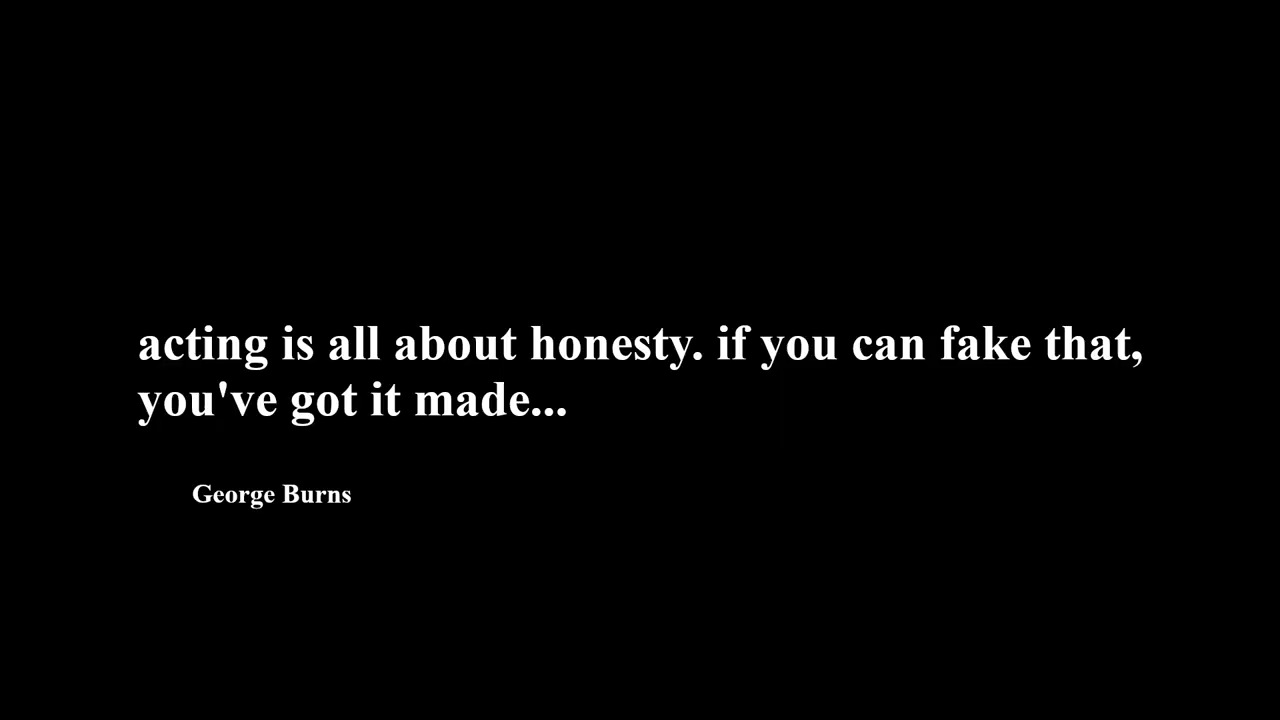 acting is all about honesty. if you can fake that,
you've got it made...
George Burns